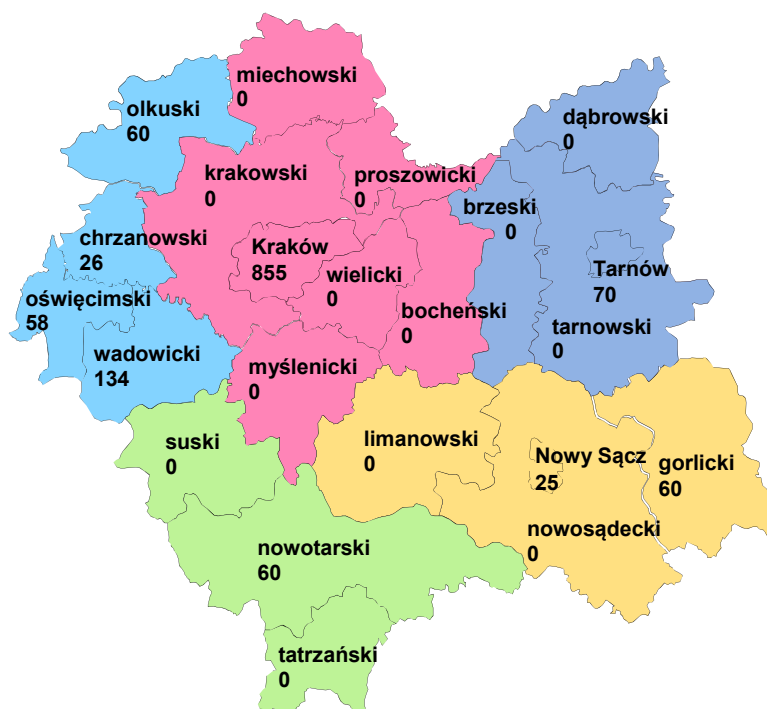 miechowski
0
olkuski
60
dąbrowski
0
krakowski
0
proszowicki
0
brzeski
0
chrzanowski
26
Kraków
855
wielicki
0
Tarnów
70
oświęcimski
58
bocheński
0
tarnowski
0
wadowicki
134
myślenicki
0
suski
0
limanowski
0
Nowy Sącz
25
gorlicki
60
nowosądecki
0
nowotarski
60
tatrzański
0